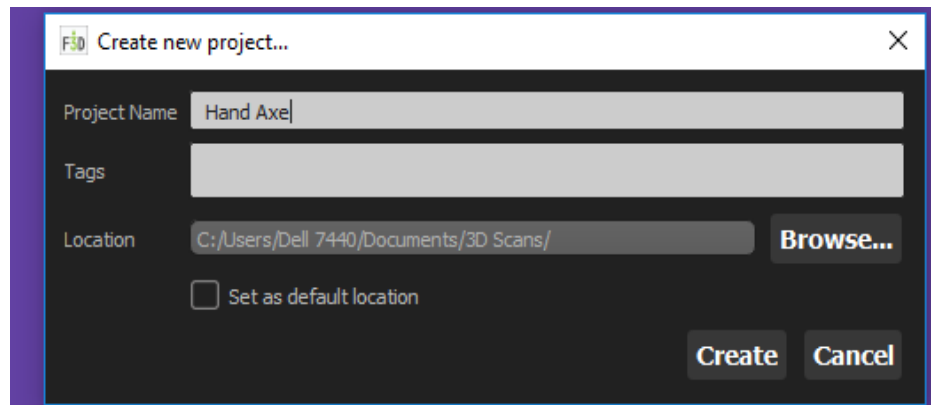 F3D Create new project...
Project Name Hand Axe
Tags
Location C:/Users/Dell 7440/Documents/3D Scans/ Browse...
Set as default location
Create Cancel